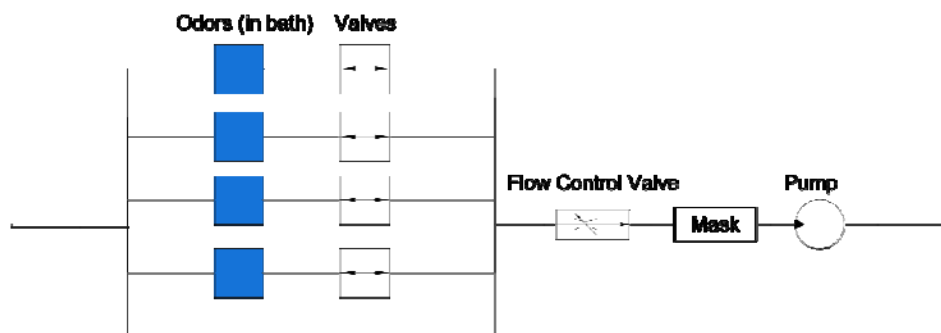 Odors (in bath) Valves
Flow Control Valve Pump
Mask